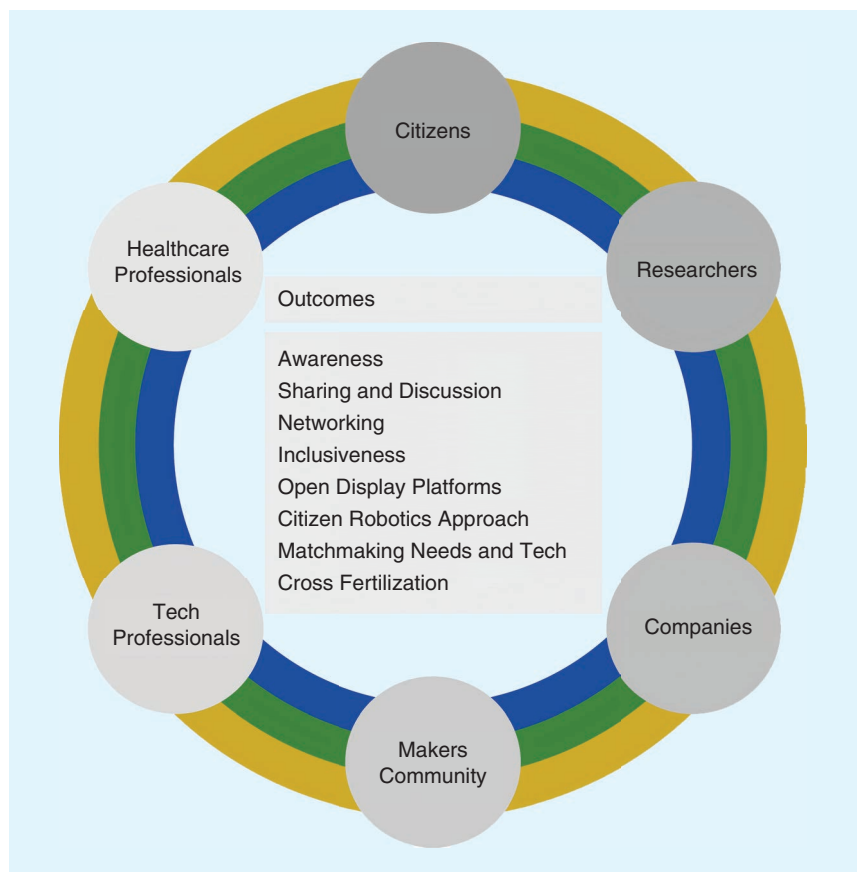 Citizens
Healthcare
Professionals
Researchers
Outcomes
Awareness
Sharing and Discussion
Networking
Inclusiveness
Open Display Platforms
Citizen Robotics Approach
Matchmaking Needs and Tech
Cross Fertilization
Tech
Professionals
Companies
Makers
Community